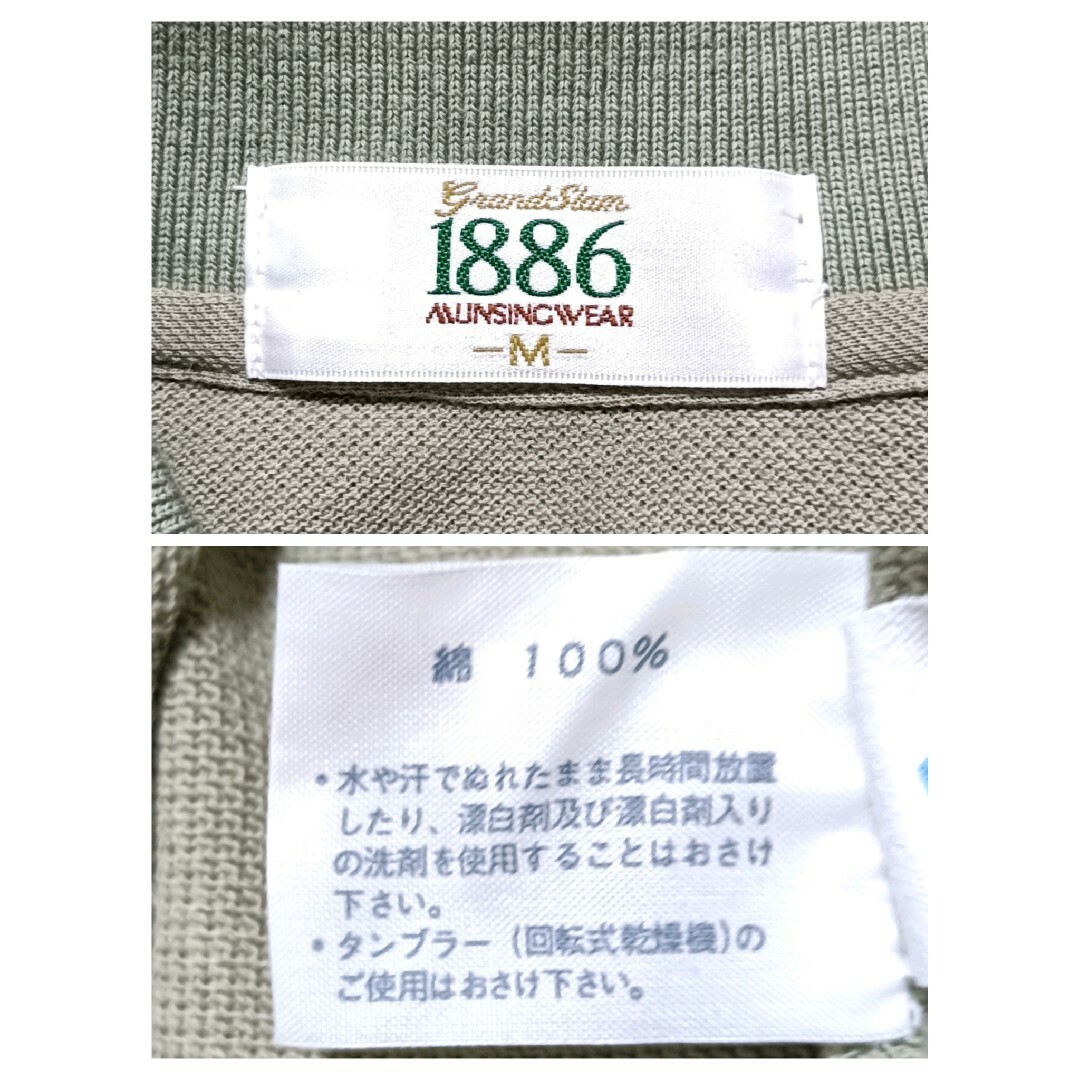 Grand Slam
1886
MUNSINGWEAR
–M–
綿 100%
・水や汗でぬれたまま長時間放置
したり、漂白剤及び漂白剤入り
の洗剤を使用することはおさけ
下さい。
・タンブラー(回転式乾燥機)の
ご使用はおさけ下さい。